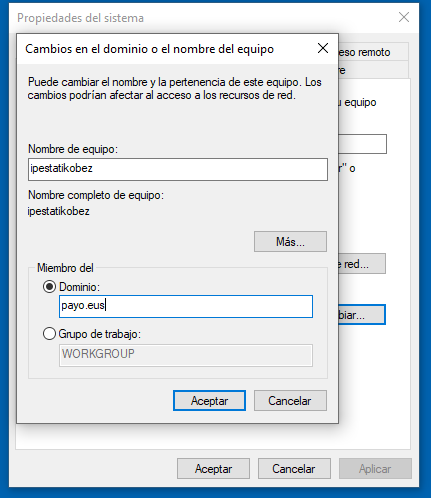 Propiedades del sistema
Cambios en el dominio o el nombre del equipo
eso remoto
re
Puede cambiar el nombre y la pertenencia de este equipo. Los
cambios podrían afectar al acceso a los recursos de red.
u equipo
Nombre de equipo:
ipestatikobez
r" o
Nombre completo de equipo:
ipestatikobez
Más...
e red...
Miembro del
Dominio:
payo.eus
biar...
Grupo de trabajo:
WORKGROUP
Aceptar
Cancelar
Aceptar
Cancelar
Aplicar